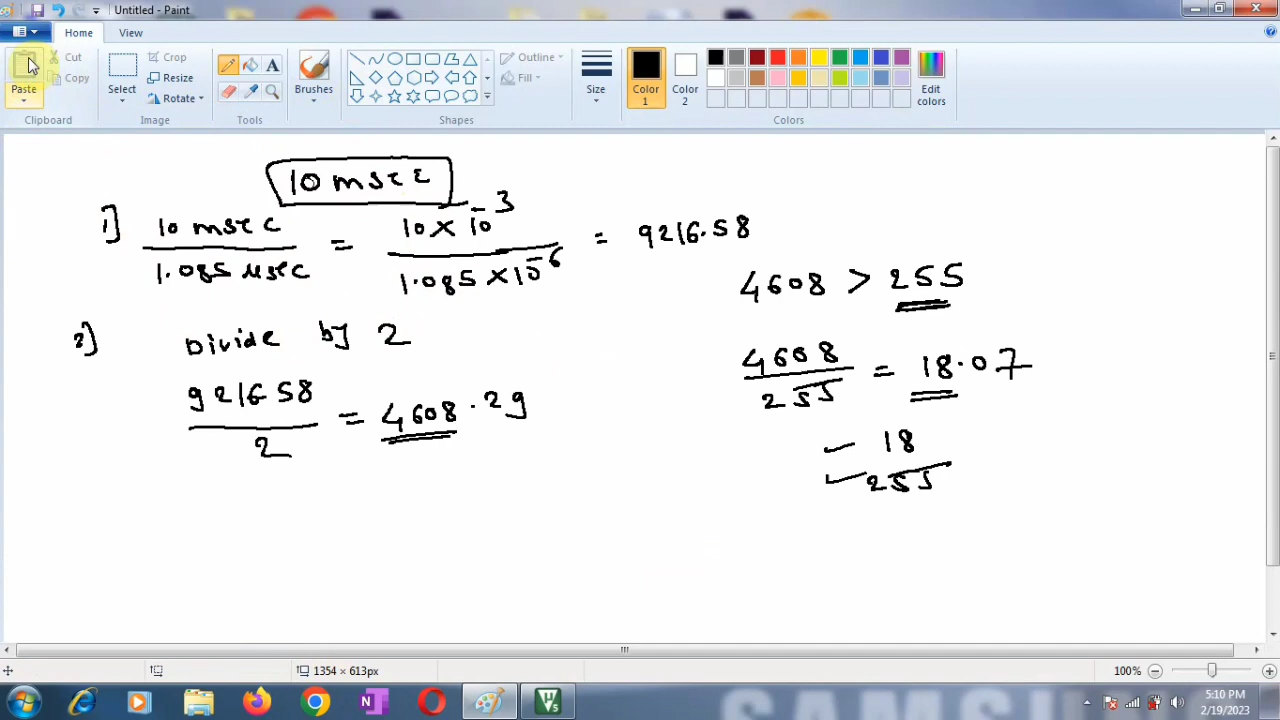 Untitled - Paint
Home View
Paste
Cut
Copy
Clipboard
Select
Crop
Resize
Rotate
Image
A
Tools
Brushes
Outline
Fill
Shapes
Size
Color 1
Color 2
Edit colors
Colors
10 msec
1] 10 msec / 1.085 μsec = 10 × 10^-3 / 1.085 × 10^-6 = 9216.58
4608 > 255
2] Divide by 2
4608 / 255 = 18.07
9216.58 / 2 = 4608.29
18
255
1354 × 613px
100%
5:10 PM
2/19/2023